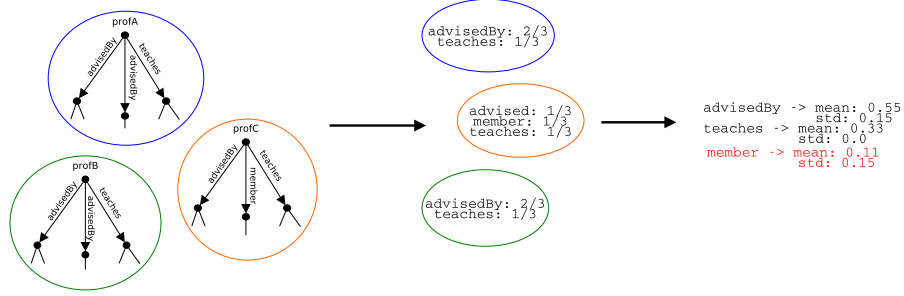 profA
advisedBy
advisedBy
teaches
profC
advisedBy
member
teaches
profB
advisedBy
advisedBy
teaches
advisedBy: 2/3
teaches: 1/3
advised: 1/3
member: 1/3
teaches: 1/3
advisedBy: 2/3
teaches: 1/3
advisedBy -> mean: 0.55
std: 0.15
teaches -> mean: 0.33
std: 0.0
member -> mean: 0.11
std: 0.15